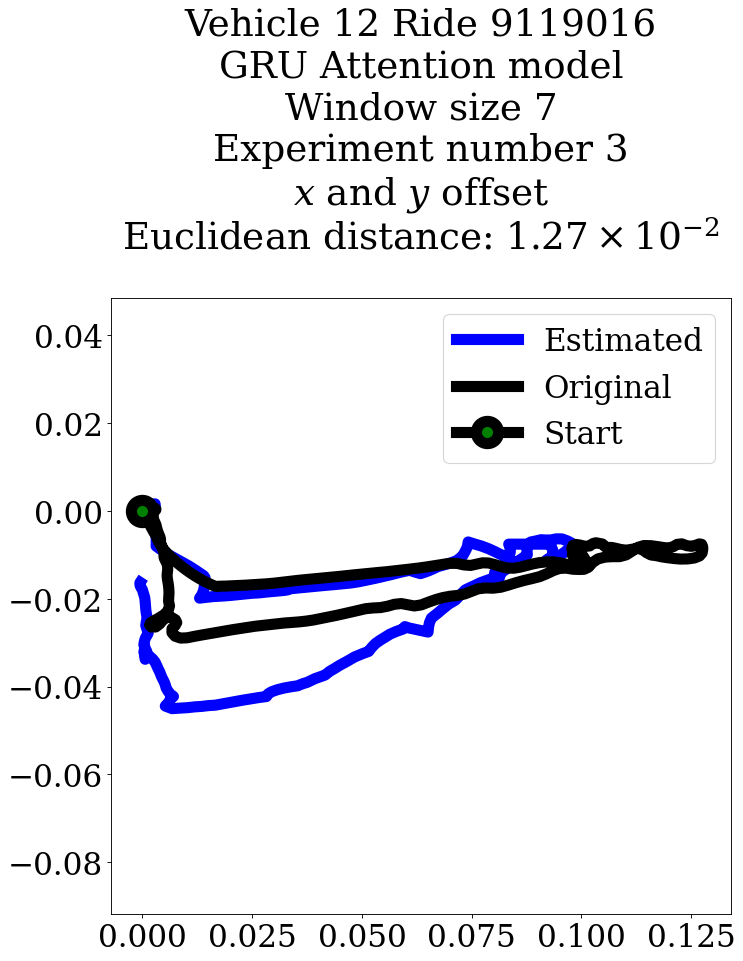 Vehicle 12 Ride 9119016
GRU Attention model
Window size 7
Experiment number 3
x and y offset
Euclidean distance: 1.27 × 10⁻²
Estimated
Original
Start
0.04
0.02
0.00
−0.02
−0.04
−0.06
−0.08
0.000 0.025 0.050 0.075 0.100 0.125